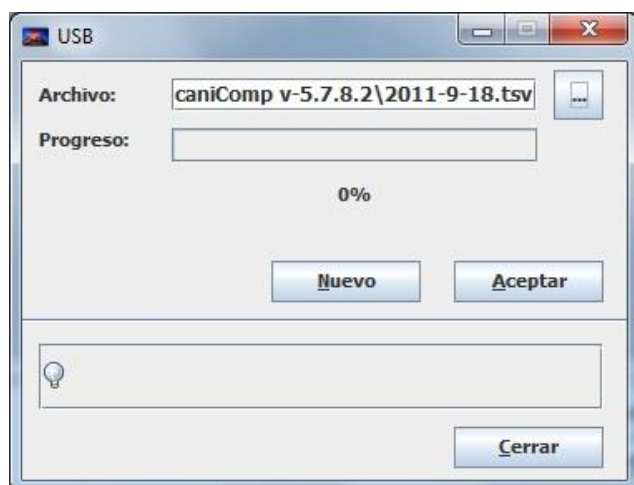 USB
Archivo: caniComp v-5.7.8.2\2011-9-18.tsv ...
Progreso:
0%
Nuevo Aceptar
Cerrar